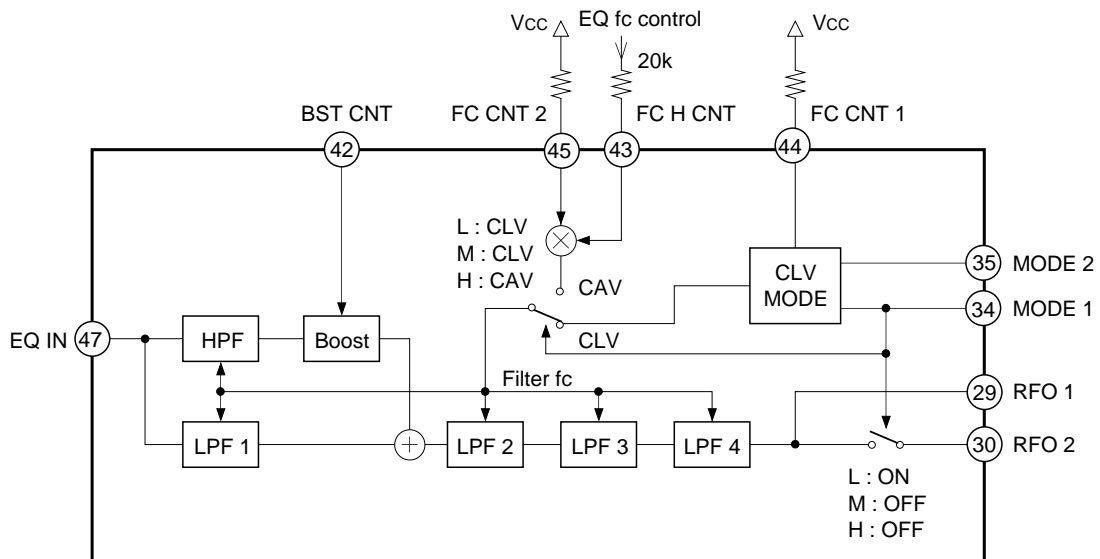 VCC
EQ fc control
VCC
20k
BST CNT
FC CNT 2
FC H CNT
FC CNT 1
42
45
43
44
L : CLV
M : CLV
H : CAV
CAV
CLV
CLV
MODE
35
MODE 2
34
MODE 1
EQ IN
47
HPF
Boost
Filter fc
29
RFO 1
LPF 1
LPF 2
LPF 3
LPF 4
30
RFO 2
L : ON
M : OFF
H : OFF